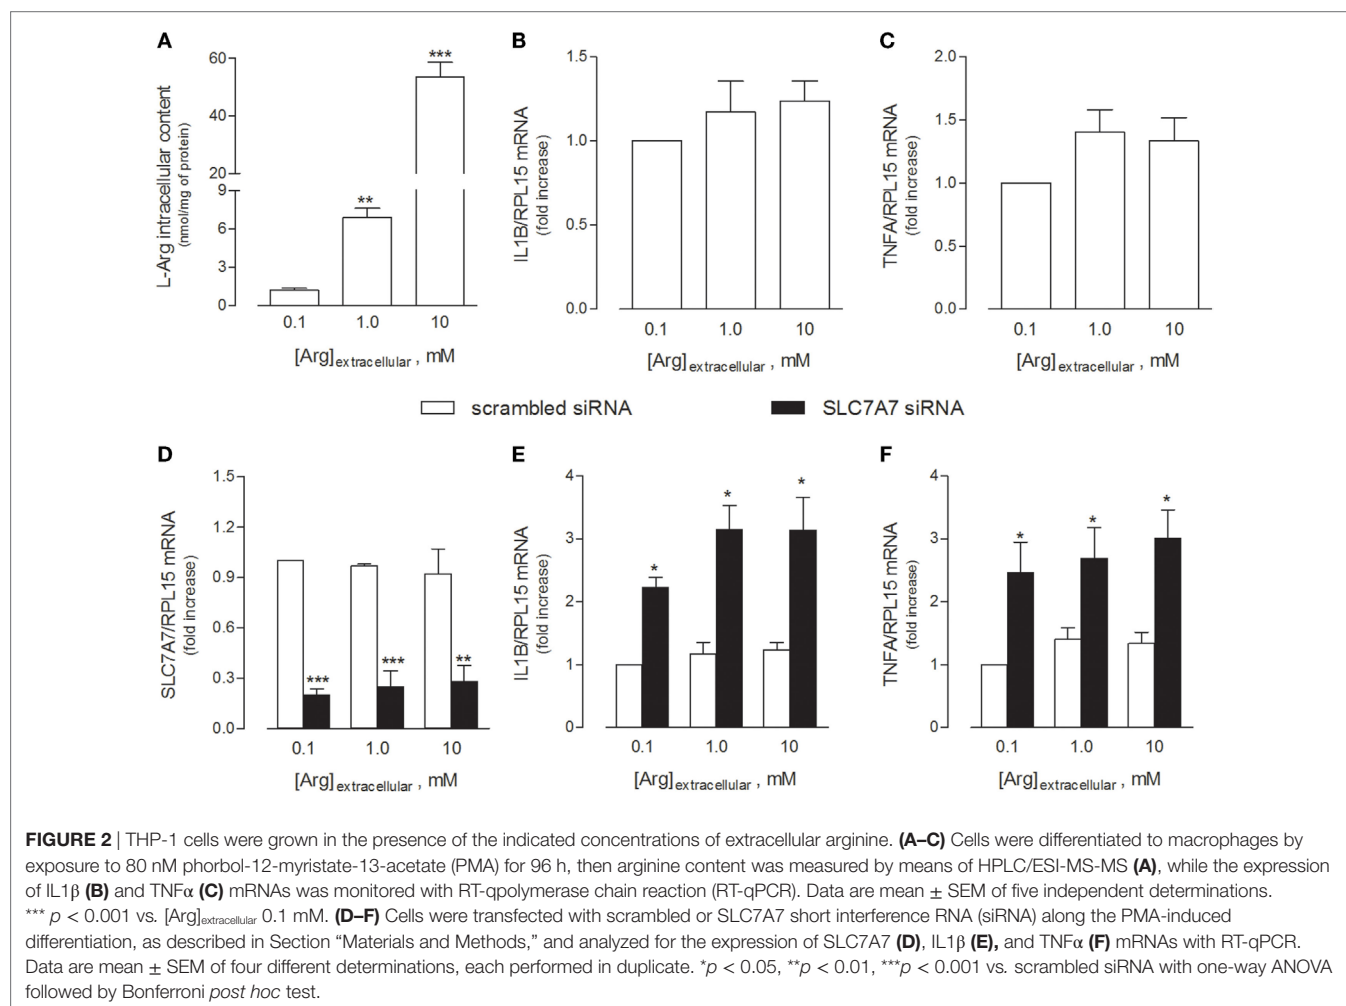 A
L-Arg intracellular content
(nmol/mg of protein)
60
40
20
9
6
3
0
**
***
0.1 1.0 10
[Arg]extracellular , mM
B
IL1B/RPL15 mRNA
(fold increase)
1.5
1.0
0.5
0.0
0.1 1.0 10
[Arg]extracellular , mM
C
TNFA/RPL15 mRNA
(fold increase)
2.0
1.5
1.0
0.5
0.0
0.1 1.0 10
[Arg]extracellular , mM
scrambled siRNA
SLC7A7 siRNA
D
SLC7A7/RPL15 mRNA
(fold increase)
1.5
1.2
0.9
0.6
0.3
0.0
*** *** **
0.1 1.0 10
[Arg]extracellular , mM
E
IL1B/RPL15 mRNA
(fold increase)
4
3
2
1
0
* * *
0.1 1.0 10
[Arg]extracellular , mM
F
TNFA/RPL15 mRNA
(fold increase)
4
3
2
1
0
* * *
0.1 1.0 10
[Arg]extracellular , mM
FIGURE 2 | THP-1 cells were grown in the presence of the indicated concentrations of extracellular arginine. (A–C) Cells were differentiated to macrophages by
exposure to 80 nM phorbol-12-myristate-13-acetate (PMA) for 96 h, then arginine content was measured by means of HPLC/ESI-MS-MS (A), while the expression
of IL1β (B) and TNFα (C) mRNAs was monitored with RT-qpolymerase chain reaction (RT-qPCR). Data are mean ± SEM of five independent determinations.
*** p < 0.001 vs. [Arg]extracellular 0.1 mM. (D–F) Cells were transfected with scrambled or SLC7A7 short interference RNA (siRNA) along the PMA-induced
differentiation, as described in Section “Materials and Methods,” and analyzed for the expression of SLC7A7 (D), IL1β (E), and TNFα (F) mRNAs with RT-qPCR.
Data are mean ± SEM of four different determinations, each performed in duplicate. *p < 0.05, **p < 0.01, ***p < 0.001 vs. scrambled siRNA with one-way ANOVA
followed by Bonferroni post hoc test.